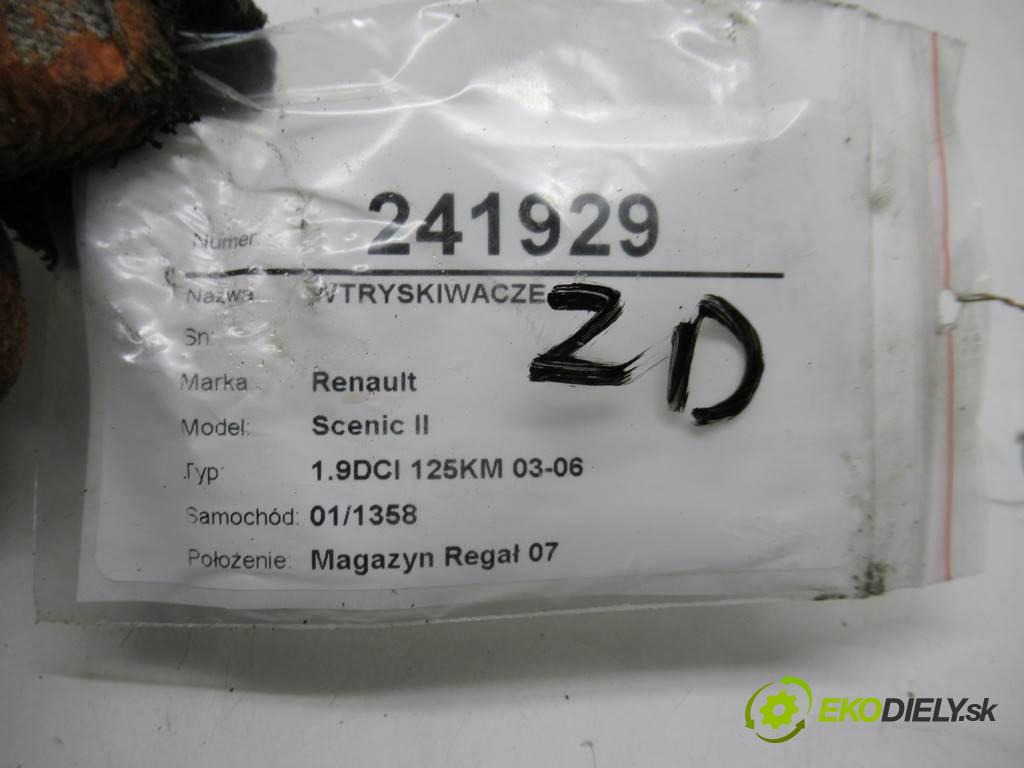 Numer 241929
Nazwa WTRYSKIWACZE
ZD
Sn:
Marka Renault
Model: Scenic II
Typ: 1.9DCI 125KM 03-06
Samochód: 01/1358
Położenie: Magazyn Regał 07
EKODIELY.sk